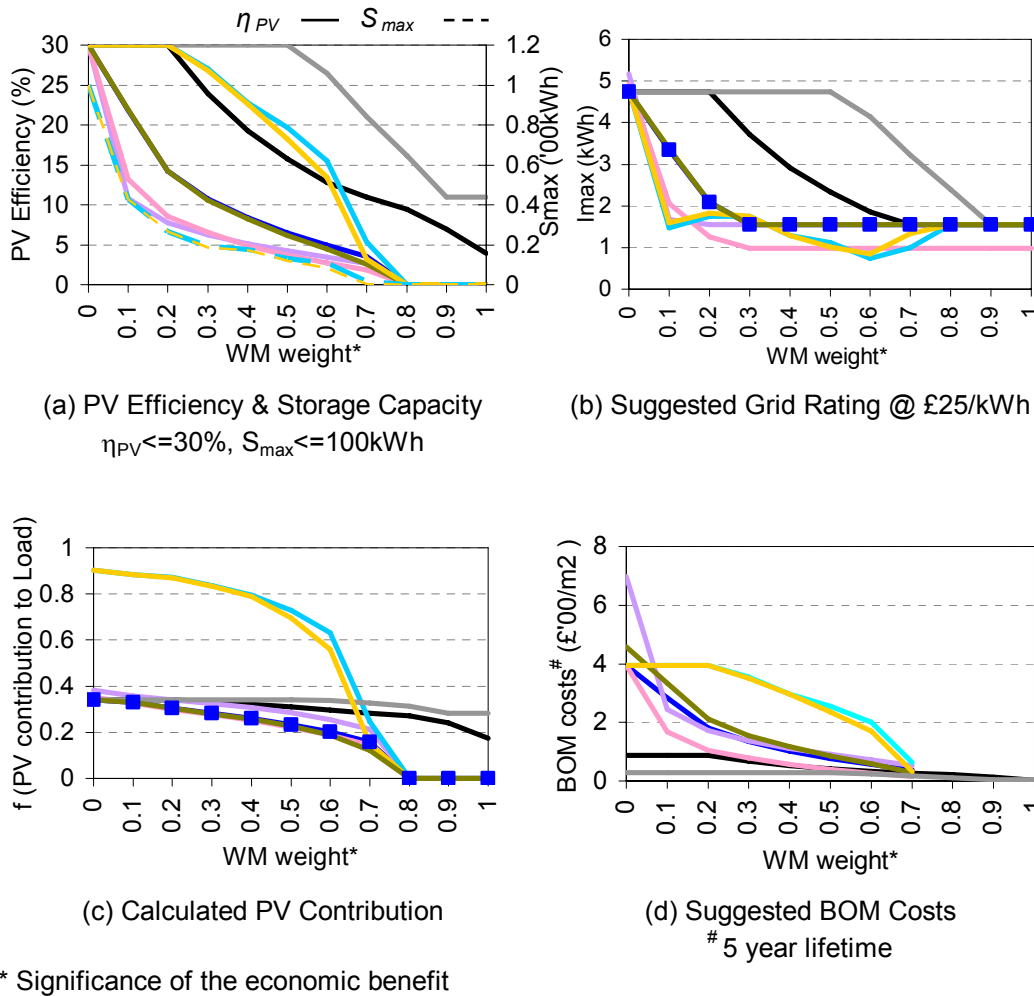 η PV S max
30
25
20
15
10
5
0
PV Efficiency (%)
1.2
1
0.8
0.6
0.4
0.2
0
Smax ('00kWh)
0 0.1 0.2 0.3 0.4 0.5 0.6 0.7 0.8 0.9 1
WM weight*
(a) PV Efficiency & Storage Capacity
ηPV<=30%, Smax<=100kWh
6
5
4
3
2
1
0
Imax (kWh)
0 0.1 0.2 0.3 0.4 0.5 0.6 0.7 0.8 0.9 1
WM weight*
(b) Suggested Grid Rating @ £25/kWh
1
0.8
0.6
0.4
0.2
0
f (PV contribution to Load)
0 0.1 0.2 0.3 0.4 0.5 0.6 0.7 0.8 0.9 1
WM weight*
(c) Calculated PV Contribution
8
6
4
2
0
BOM costs# (£'00/m2 )
0 0.1 0.2 0.3 0.4 0.5 0.6 0.7 0.8 0.9 1
WM weight*
(d) Suggested BOM Costs
# 5 year lifetime
* Significance of the economic benefit